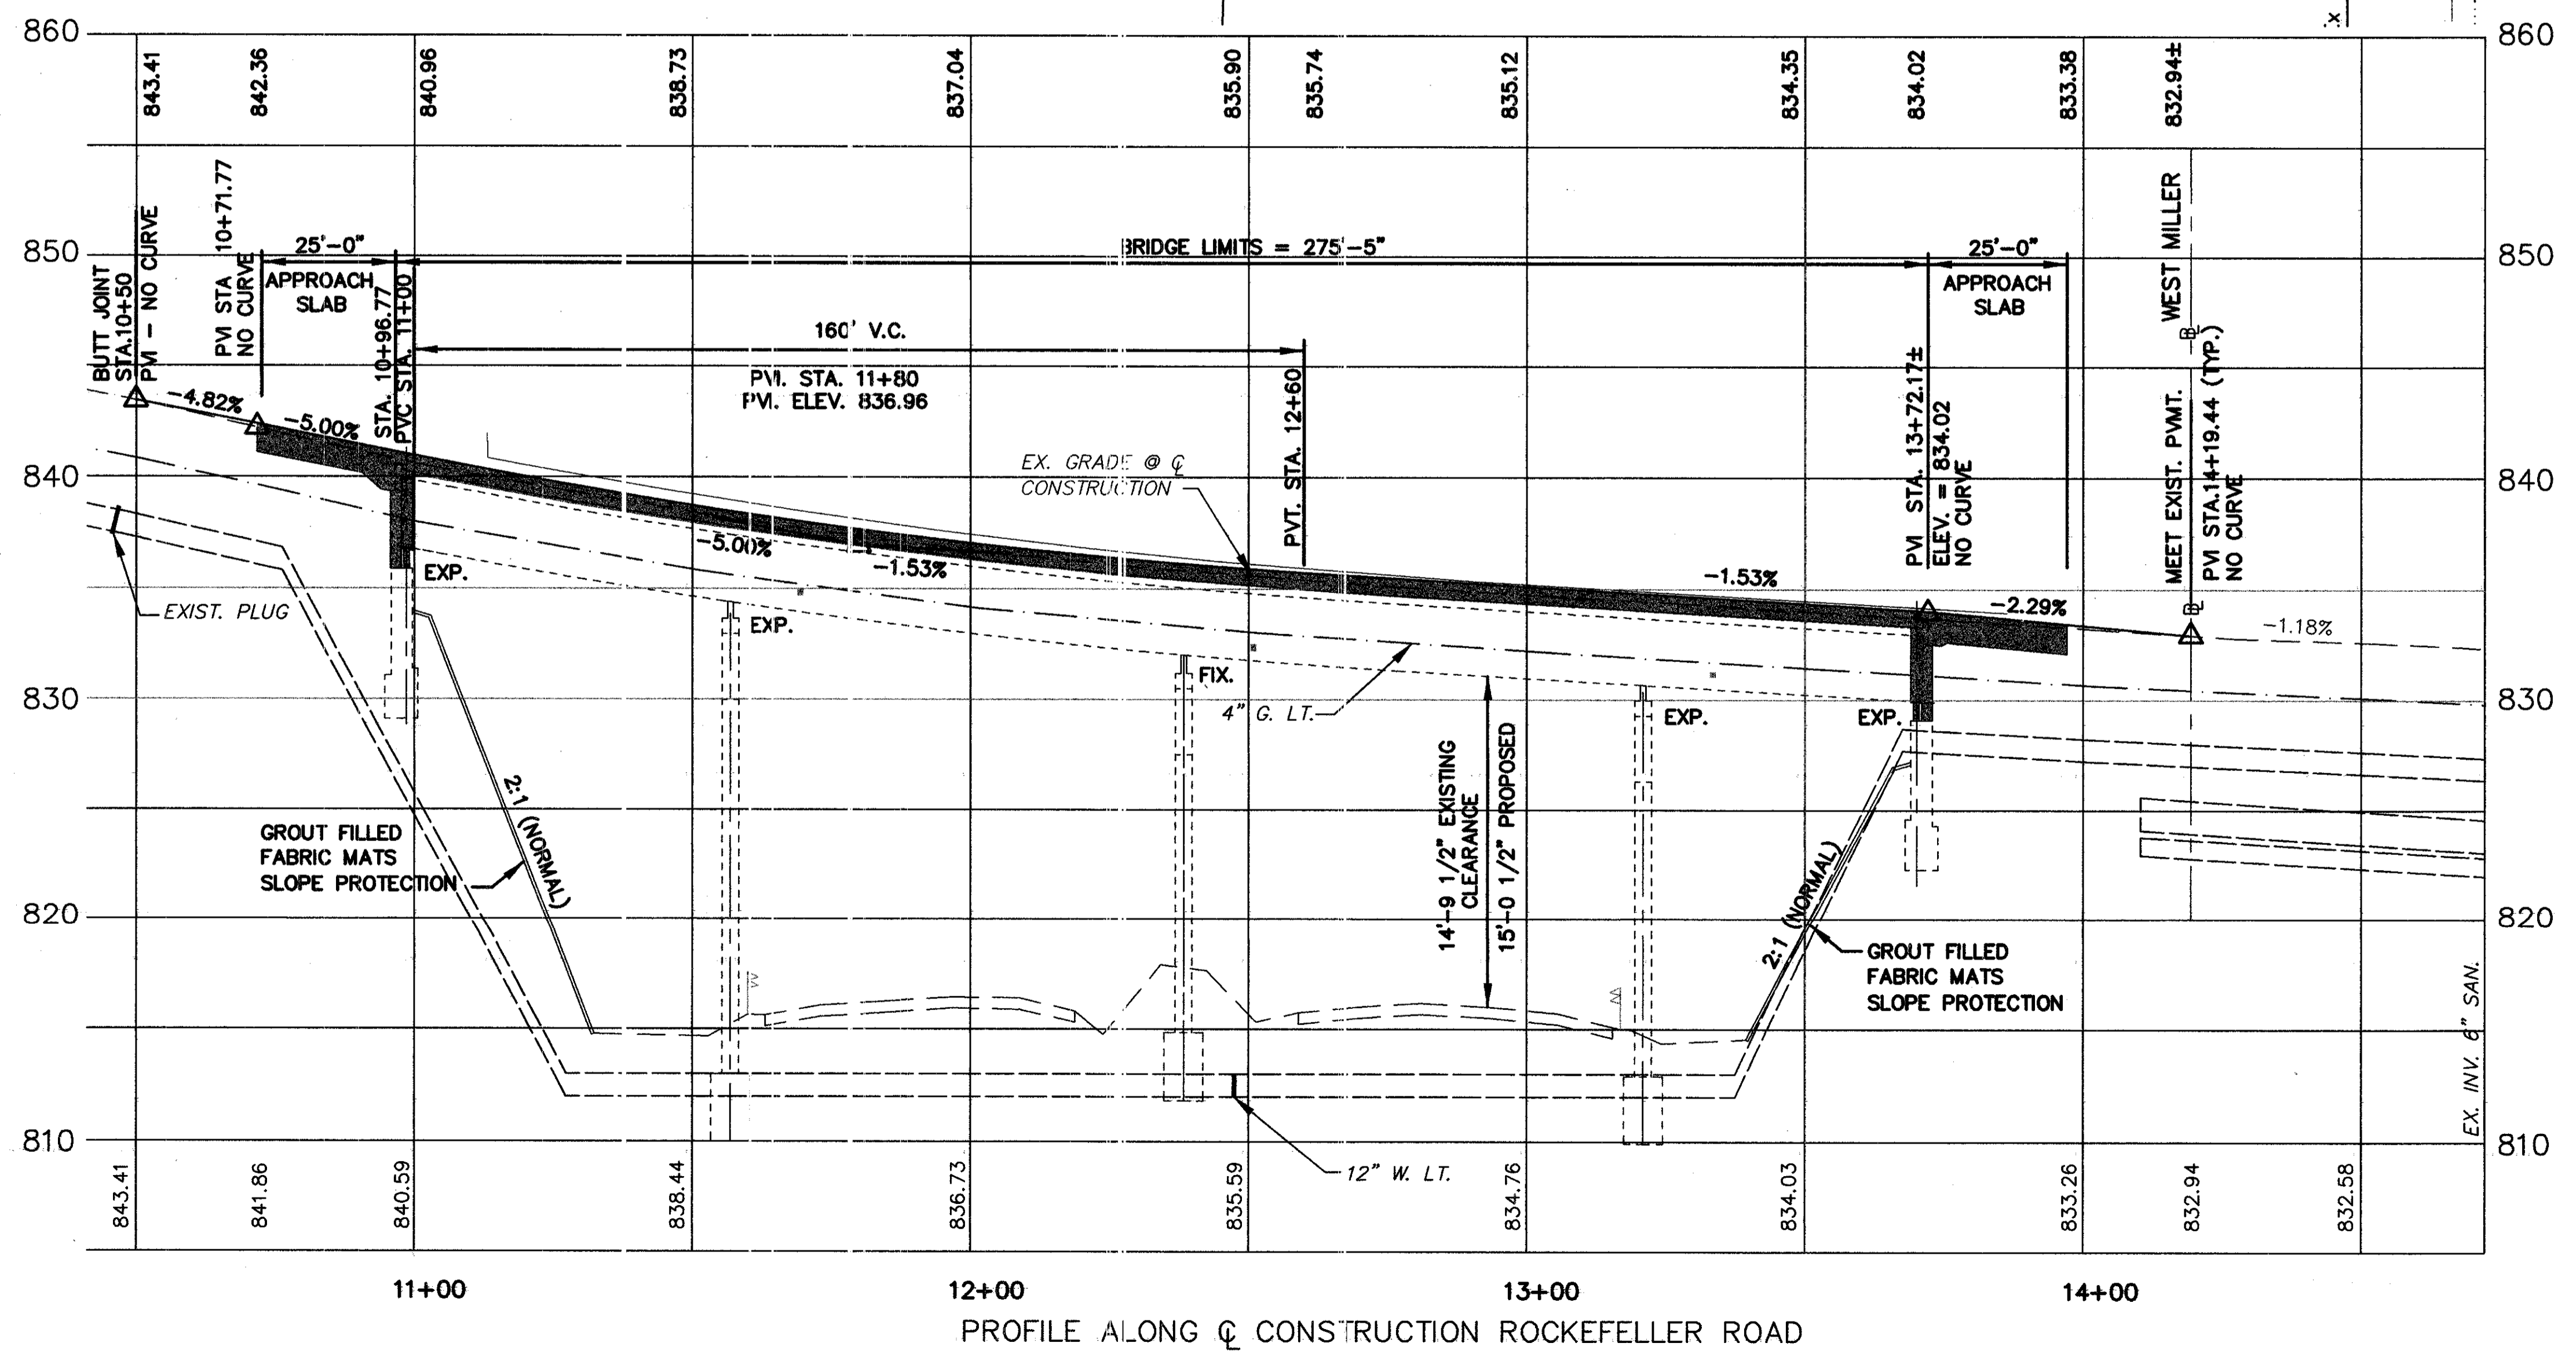 860
843.41
842.36
840.96
838.73
837.04
835.90
835.74
835.12
834.35
834.02
833.38
832.94±
860
.x
BUTT JOINT
STA.10+50
PVI - NO CURVE
PVI STA 10+71.77
NO CURVE
25'-0"
APPROACH
SLAB
STA. 10+96.77
PVC STA. 11+00
BRIDGE LIMITS = 275'-5"
25'-0"
APPROACH
SLAB
WEST MILLER
850
850
160' V.C.
PVI. STA. 11+80
PVI. ELEV. 836.96
PVT. STA. 12+60
PVI STA. 13+72.17±
ELEV. = 834.02
NO CURVE
MEET EXIST. PVMT.
PVI STA.14+19.44 (TYP.)
NO CURVE
-4.82%
-5.00%
EX. GRADE @ ℄
CONSTRUCTION
840
840
-5.00%
-1.53%
-1.53%
-2.29%
-1.18%
EXIST. PLUG
EXP.
EXP.
FIX.
EXP.
EXP.
4" G. LT.
830
830
2:1 (NORMAL)
GROUT FILLED
FABRIC MATS
SLOPE PROTECTION
14'-9 1/2" EXISTING
CLEARANCE
15'-0 1/2" PROPOSED
2:1 (NORMAL)
GROUT FILLED
FABRIC MATS
SLOPE PROTECTION
820
820
EX. INV. 6" SAN.
810
810
12" W. LT.
843.41
841.86
840.59
838.44
836.73
835.59
834.76
834.03
833.26
832.94
832.58
11+00
12+00
13+00
14+00
PROFILE ALONG ℄ CONSTRUCTION ROCKEFELLER ROAD